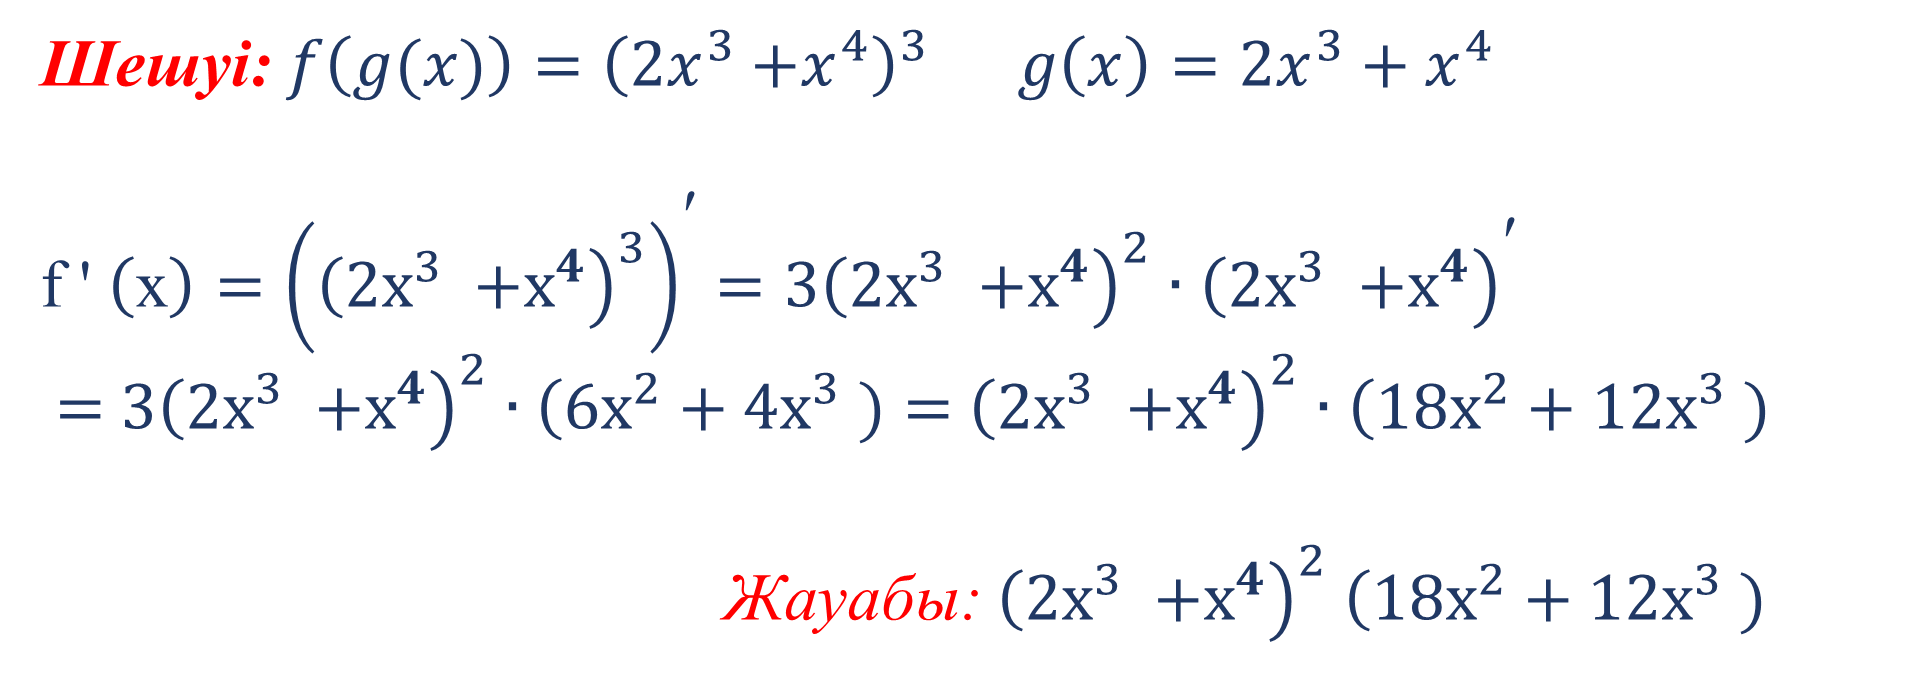 Шешуі: f(g(x)) = (2x³ +x⁴)³ g(x) = 2x³ + x⁴
f '(x) = ((2x³ +x⁴)³)′ = 3(2x³ +x⁴)² · (2x³ +x⁴)′
= 3(2x³ +x⁴)² · (6x² + 4x³ ) = (2x³ +x⁴)² · (18x² + 12x³ )
Жауабы: (2x³ +x⁴)² (18x² + 12x³ )